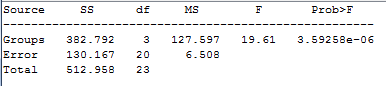 Source SS df MS F Prob>F
Groups 382.792 3 127.597 19.61 3.59258e-06
Error 130.167 20 6.508
Total 512.958 23